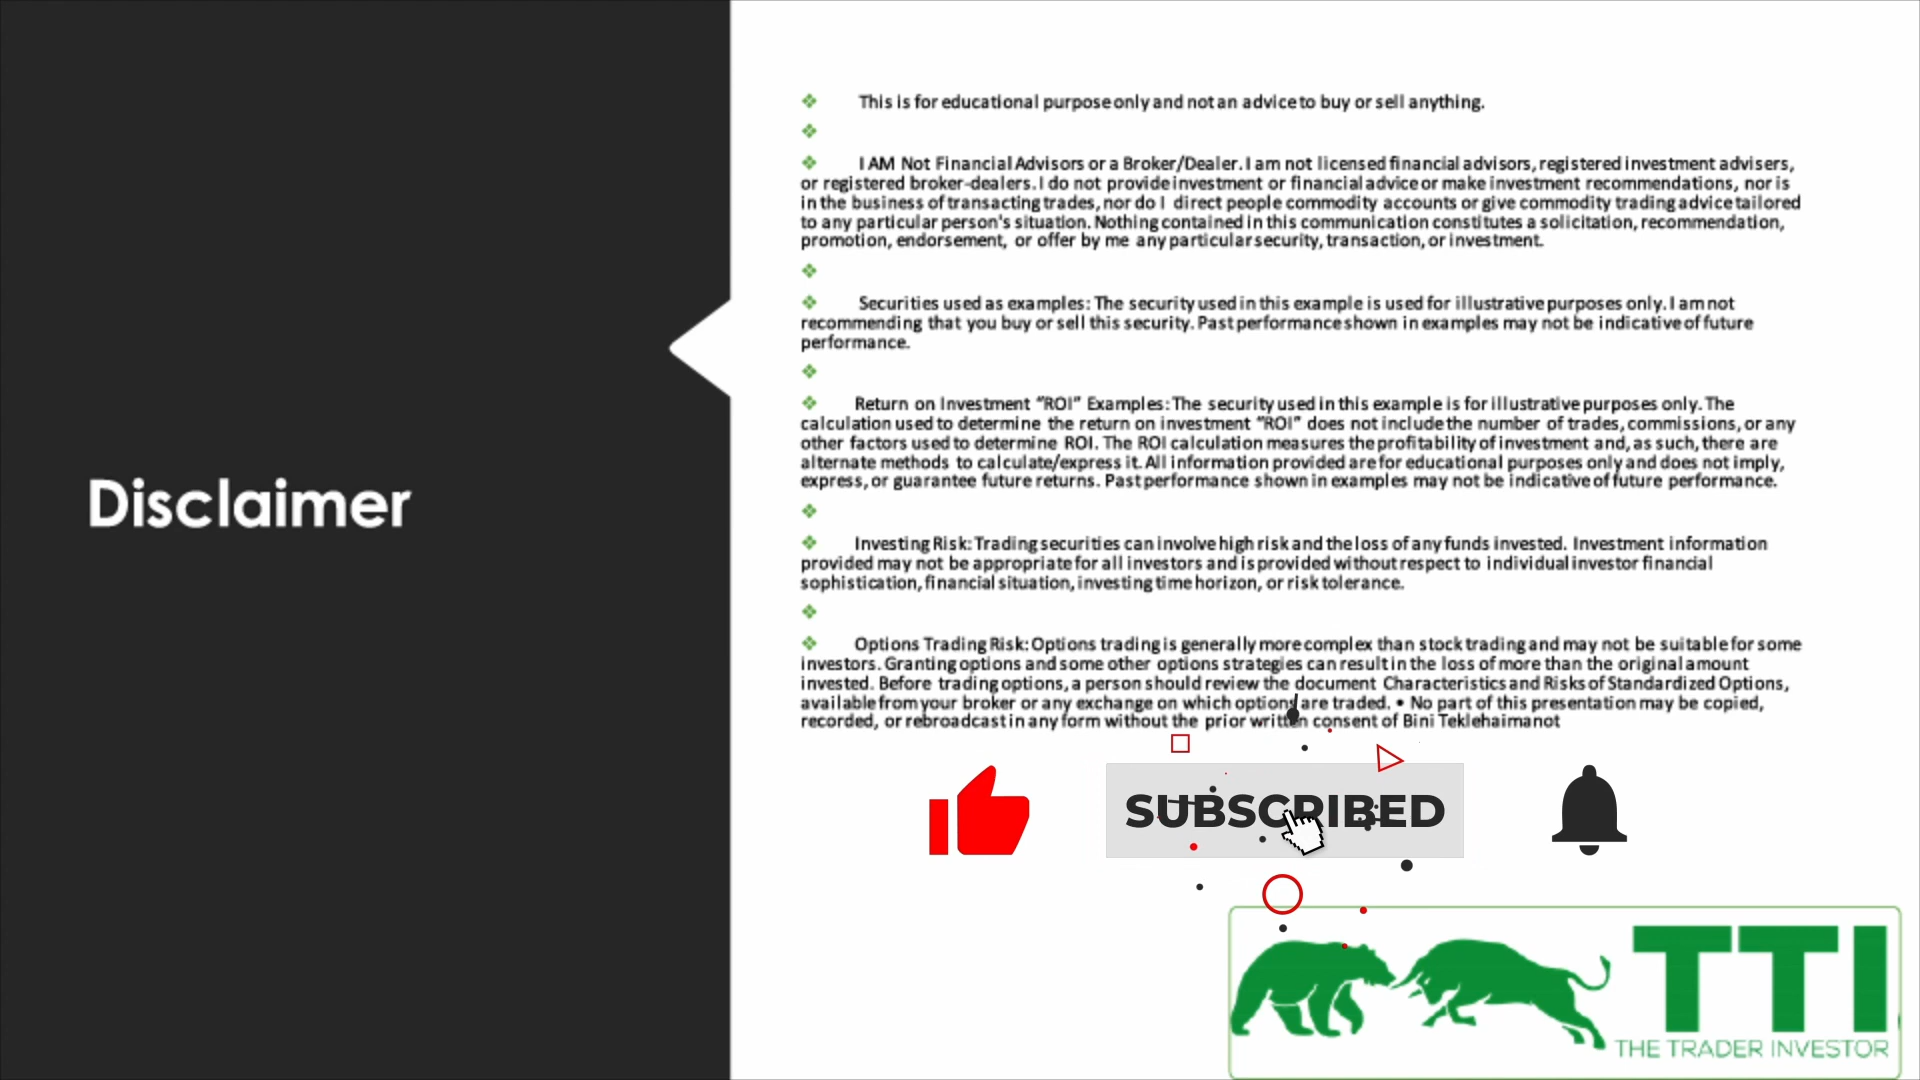 Disclaimer
This is for educational purpose only and not an advice to buy or sell anything.
I AM Not Financial Advisors or a Broker/Dealer. I am not licensed financial advisors, registered investment advisers,
or registered broker-dealers. I do not provide investment or financial advice or make investment recommendations, nor is
in the business of transacting trades, nor do I direct people commodity accounts or give commodity trading advice tailored
to any particular person's situation. Nothing contained in this communication constitutes a solicitation, recommendation,
promotion, endorsement, or offer by me any particular security, transaction, or investment.
Securities used as examples: The security used in this example is used for illustrative purposes only. I am not
recommending that you buy or sell this security. Past performance shown in examples may not be indicative of future
performance.
Return on Investment “ROI” Examples: The security used in this example is for illustrative purposes only. The
calculation used to determine the return on investment “ROI” does not include the number of trades, commissions, or any
other factors used to determine ROI. The ROI calculation measures the profitability of investment and, as such, there are
alternate methods to calculate/express it. All information provided are for educational purposes only and does not imply,
express, or guarantee future returns. Past performance shown in examples may not be indicative of future performance.
Investing Risk: Trading securities can involve high risk and the loss of any funds invested. Investment information
provided may not be appropriate for all investors and is provided without respect to individual investor financial
sophistication, financial situation, investing time horizon, or risk tolerance.
Options Trading Risk: Options trading is generally more complex than stock trading and may not be suitable for some
investors. Granting options and some other options strategies can result in the loss of more than the original amount
invested. Before trading options, a person should review the document Characteristics and Risks of Standardized Options,
available from your broker or any exchange on which options are traded. • No part of this presentation may be copied,
recorded, or rebroadcast in any form without the prior written consent of Bini Teklehaimanot
SUBSCRIBED
TTI
THE TRADER INVESTOR